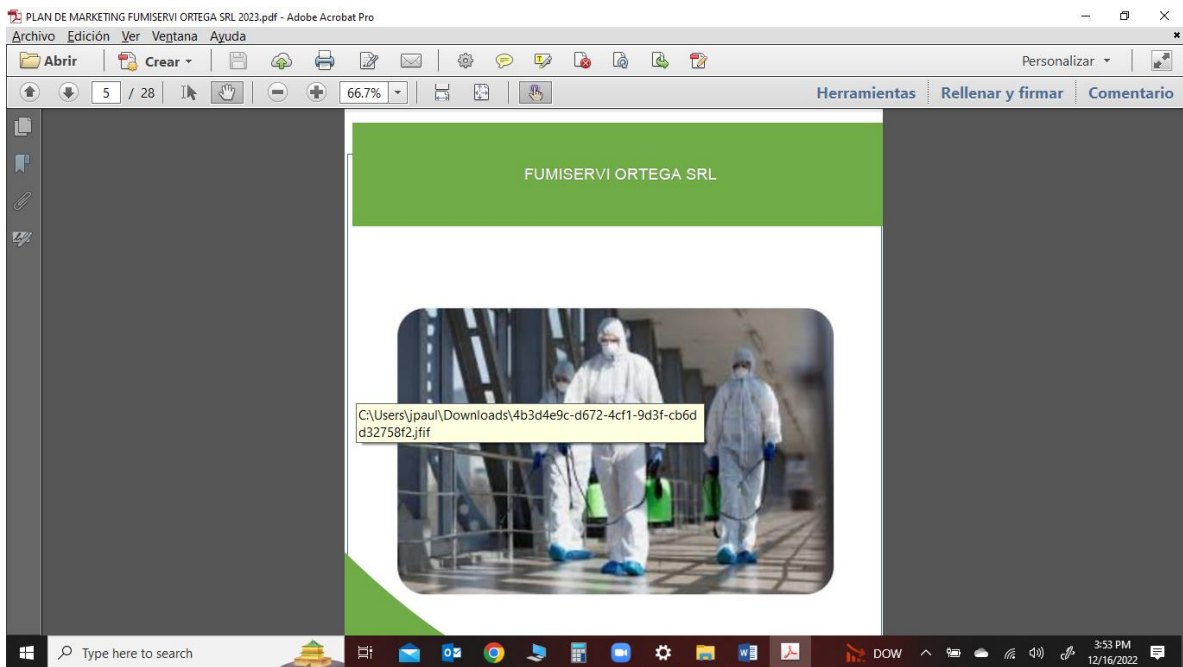 PLAN DE MARKETING FUMISERVI ORTEGA SRL 2023.pdf - Adobe Acrobat Pro
Archivo Edición Ver Ventana Ayuda
Abrir Crear Personalizar
5 / 28 66.7% Herramientas Rellenar y firmar Comentario
FUMISERVI ORTEGA SRL
C:\Users\jpaul\Downloads\4b3d4e9c-d672-4cf1-9d3f-cb6d
d32758f2.jfif
Type here to search DOW 3:53 PM
12/16/2022